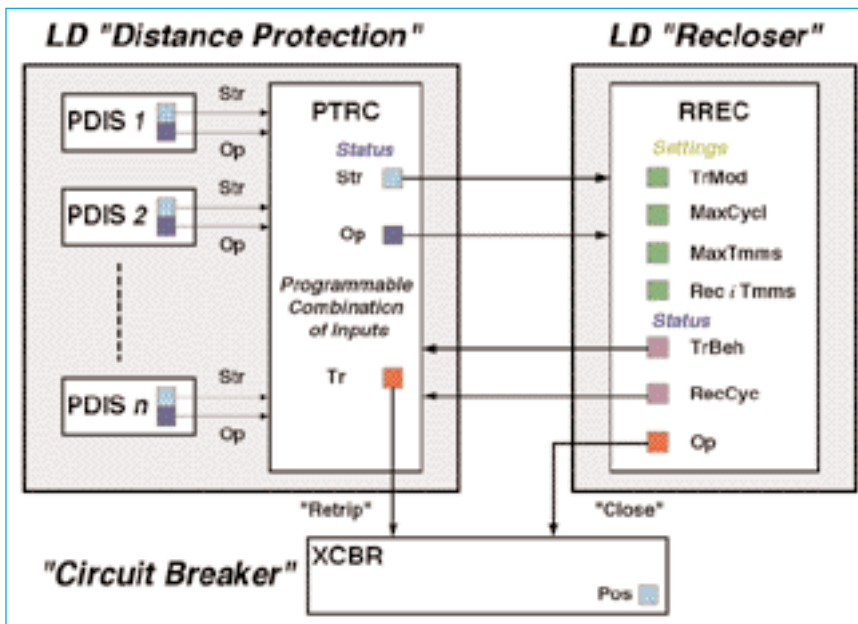 LD "Distance Protection"
LD "Recloser"
PDIS 1
Str
Op
PDIS 2
Str
Op
PDIS n
Str
Op
PTRC
Status
Str
Op
Programmable
Combination
of Inputs
Tr
RREC
Settings
TrMod
MaxCycl
MaxTmms
Rec i Tmms
Status
TrBeh
RecCyc
Op
"Retrip"
"Close"
"Circuit Breaker"
XCBR
Pos